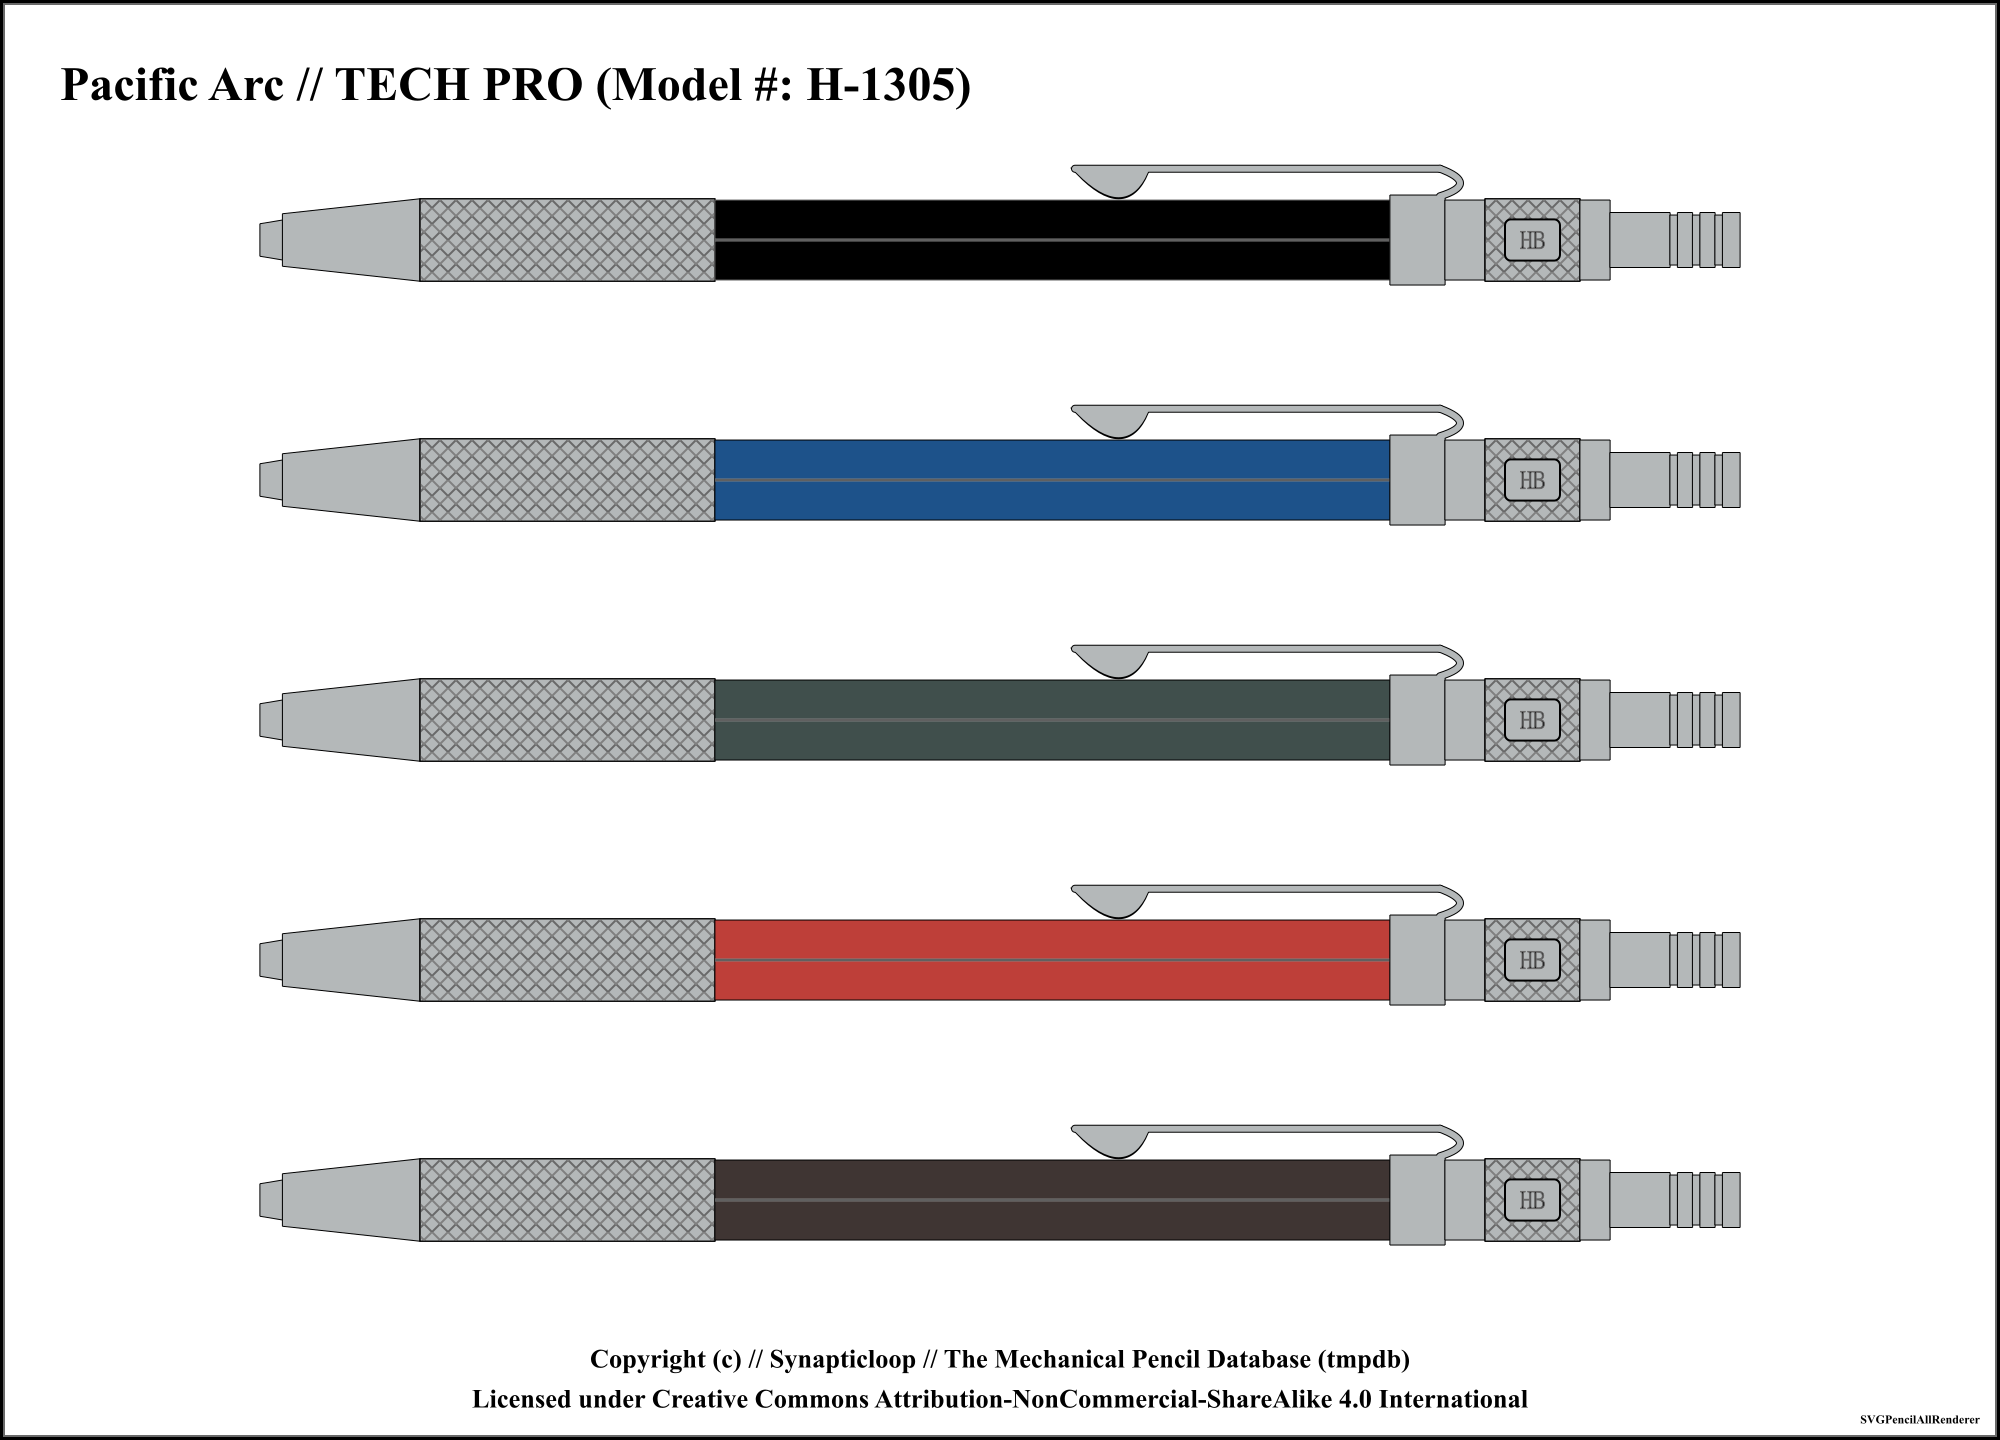 Pacific Arc // TECH PRO (Model #: H-1305)
HB
HB
HB
HB
HB
Copyright (c) // Synapticloop // The Mechanical Pencil Database (tmpdb)
Licensed under Creative Commons Attribution-NonCommercial-ShareAlike 4.0 International
SVGPencilAllRenderer